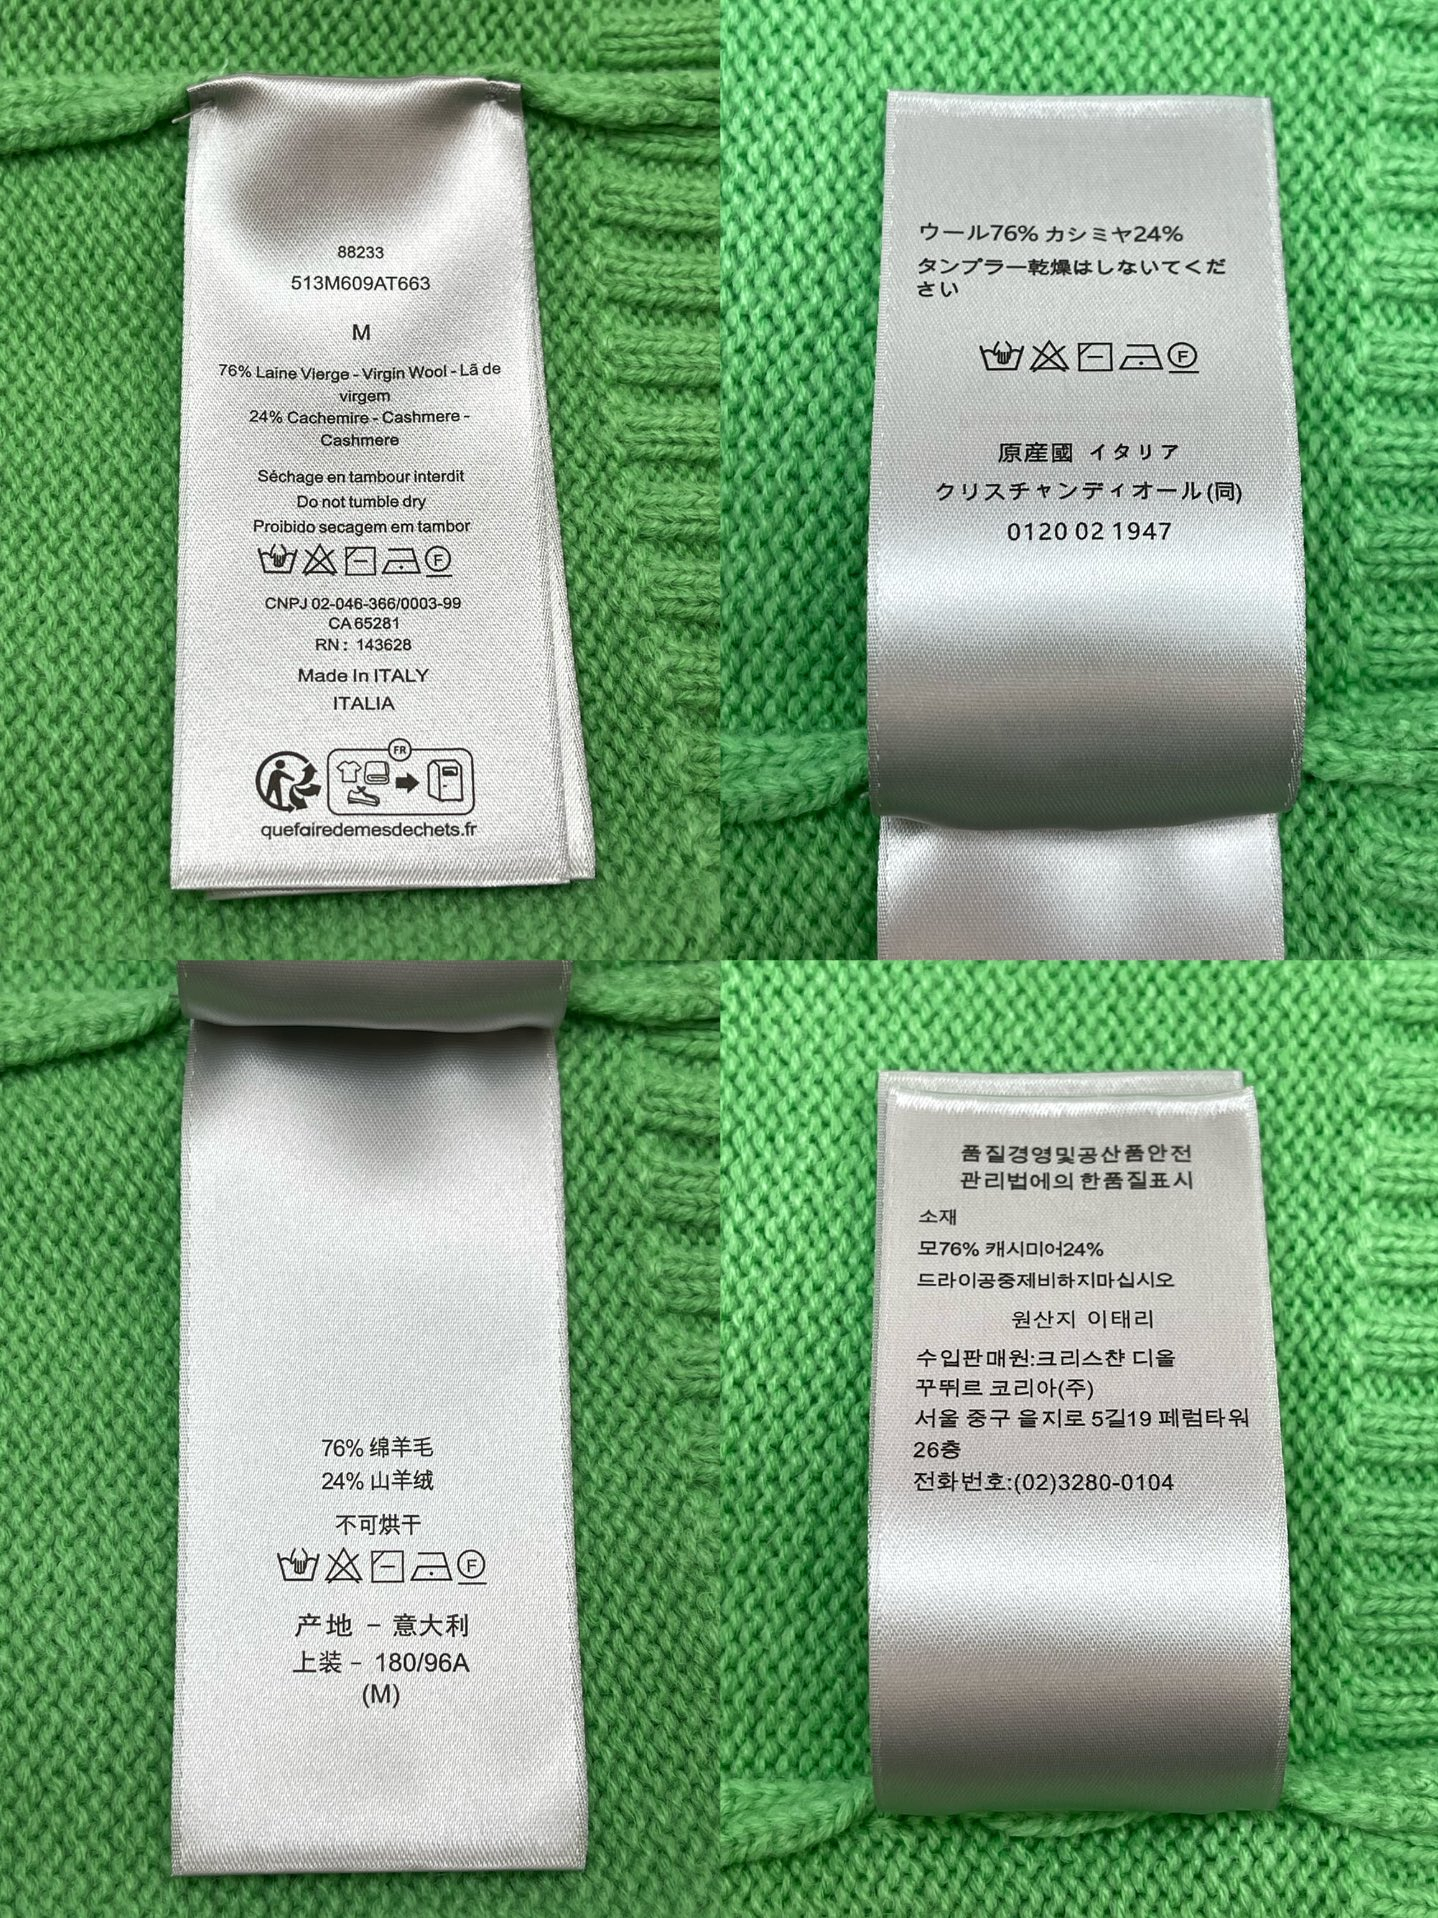 88233
513M609AT663
M
76% Laine Vierge - Virgin Wool - Lã de
virgem
24% Cachemire - Cashmere -
Cashmere
Séchage en tambour interdit
Do not tumble dry
Proibido secagem em tambor
F
CNPJ 02-046-366/0003-99
CA 65281
RN : 143628
Made In ITALY
ITALIA
FR
quefairedemesdechets.fr
ウール76% カシミヤ24%
タンプラー乾燥はしないてくだ
さい
F
原産國 イタリア
クリスチャンディオール(同)
0120 02 1947
76% 绵羊毛
24% 山羊绒
不可烘干
F
产地 - 意大利
上装 - 180/96A
(M)
품질경영및공산품안전
관리법에의 한품질표시
소재
모76% 캐시미어24%
드라이공중제비하지마십시오
원산지 이태리
수입판매원:크리스챤 디올
꾸뛰르 코리아(주)
서울 중구 을지로 5길19 페럼타워
26층
전화번호:(02)3280-0104